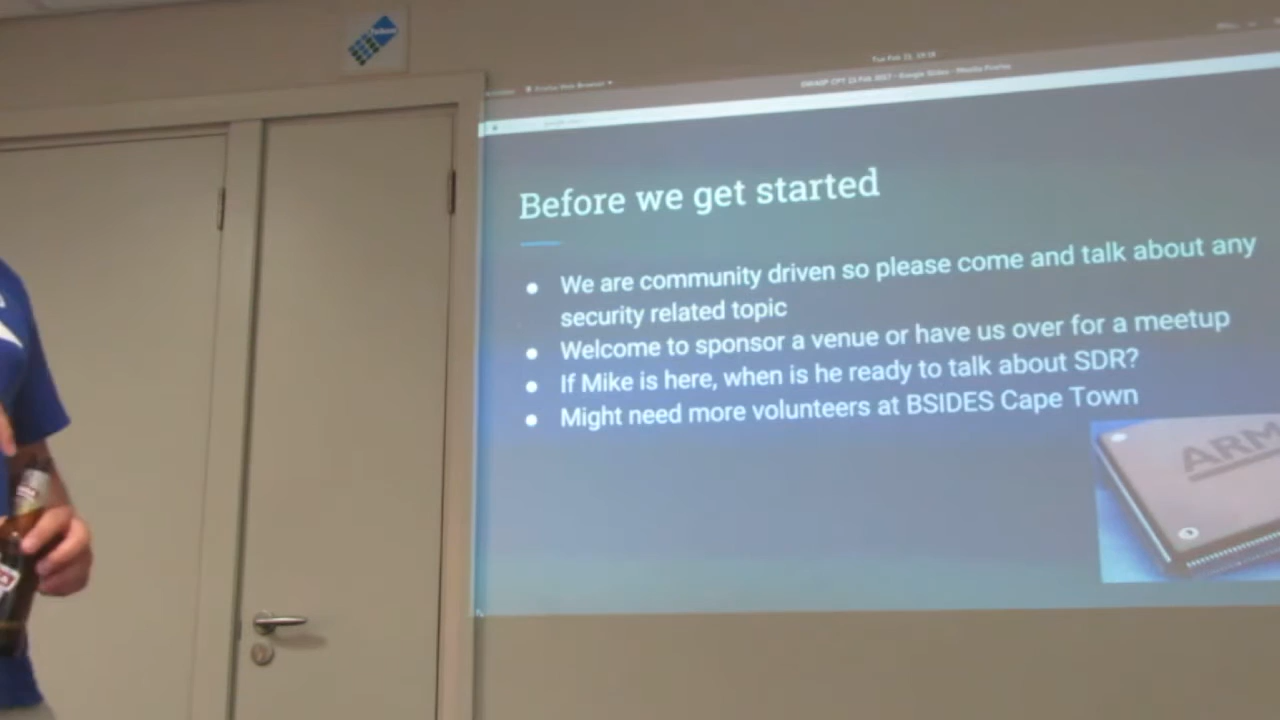 Before we get started
We are community driven so please come and talk about any
security related topic
Welcome to sponsor a venue or have us over for a meetup
If Mike is here, when is he ready to talk about SDR?
Might need more volunteers at BSIDES Cape Town
ARM